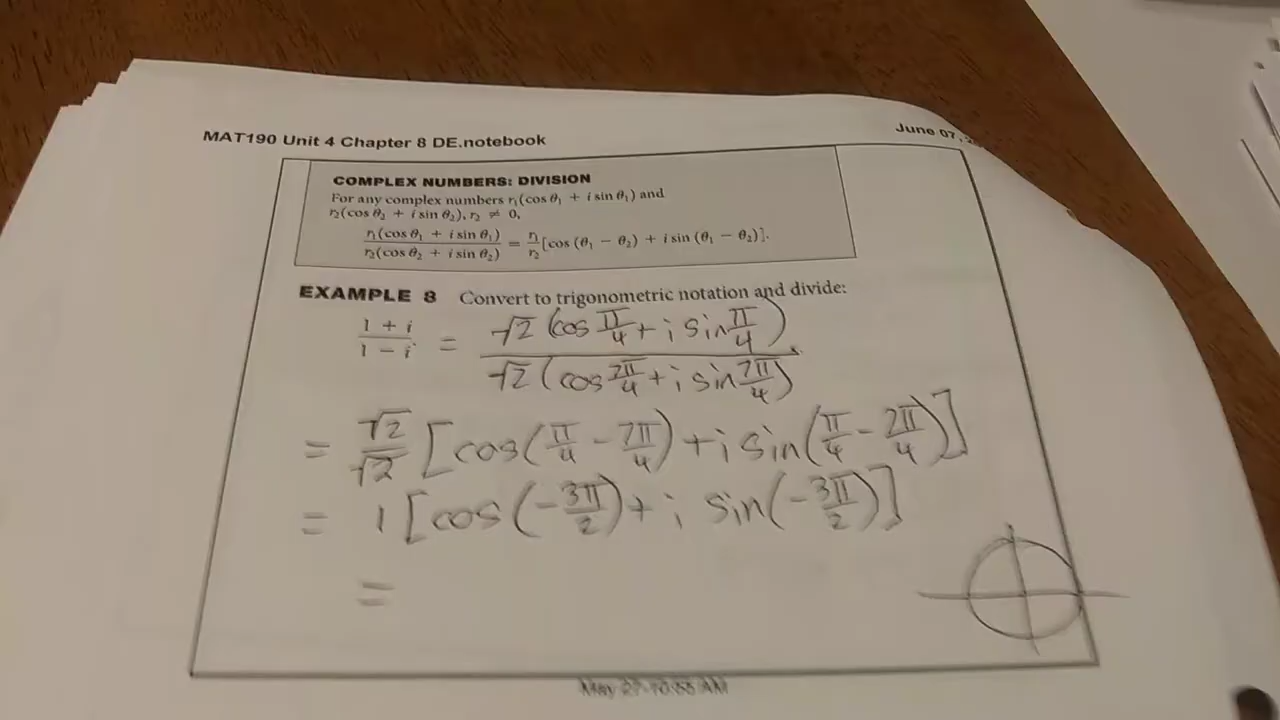 MAT190 Unit 4 Chapter 8 DE.notebook
June 07,
COMPLEX NUMBERS: DIVISION
For any complex numbers r₁(cos θ₁ + i sin θ₁) and
r₂(cos θ₂ + i sin θ₂), r₂ ≠ 0,
r₁(cos θ₁ + i sin θ₁) / r₂(cos θ₂ + i sin θ₂) = r₁/r₂ [cos (θ₁ − θ₂) + i sin (θ₁ − θ₂)].
EXAMPLE 8 Convert to trigonometric notation and divide:
(1 + i) / (1 − i) = √2 (cos π/4 + i sin π/4) / √2 (cos 7π/4 + i sin 7π/4)
= √2/√2 [cos(π/4 − 7π/4) + i sin(π/4 − 7π/4)]
= 1 [cos(−3π/2) + i sin(−3π/2)]
=
May 27-10:55 AM